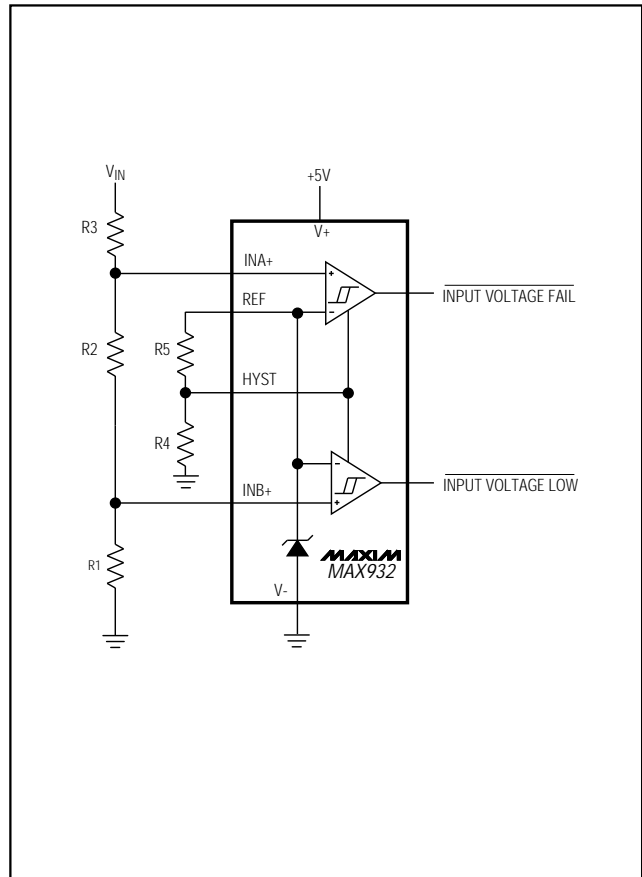 V_IN
+5V
R3
V+
INA+
+
INPUT VOLTAGE FAIL
REF
−
R2
R5
HYST
R4
−
INB+
+
INPUT VOLTAGE LOW
R1
MAXIM
MAX932
V-